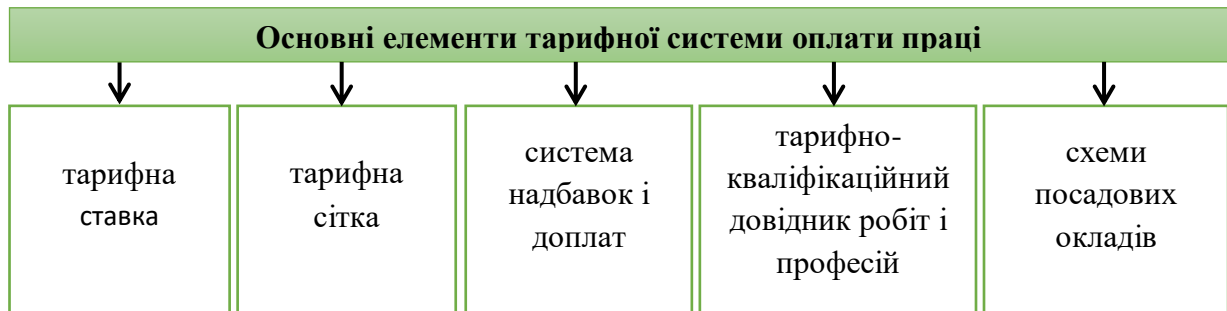 Основні елементи тарифної системи оплати праці
тарифна
ставка
тарифна
сітка
система
надбавок і
доплат
тарифно-
кваліфікаційний
довідник робіт і
професій
схеми
посадових
окладів